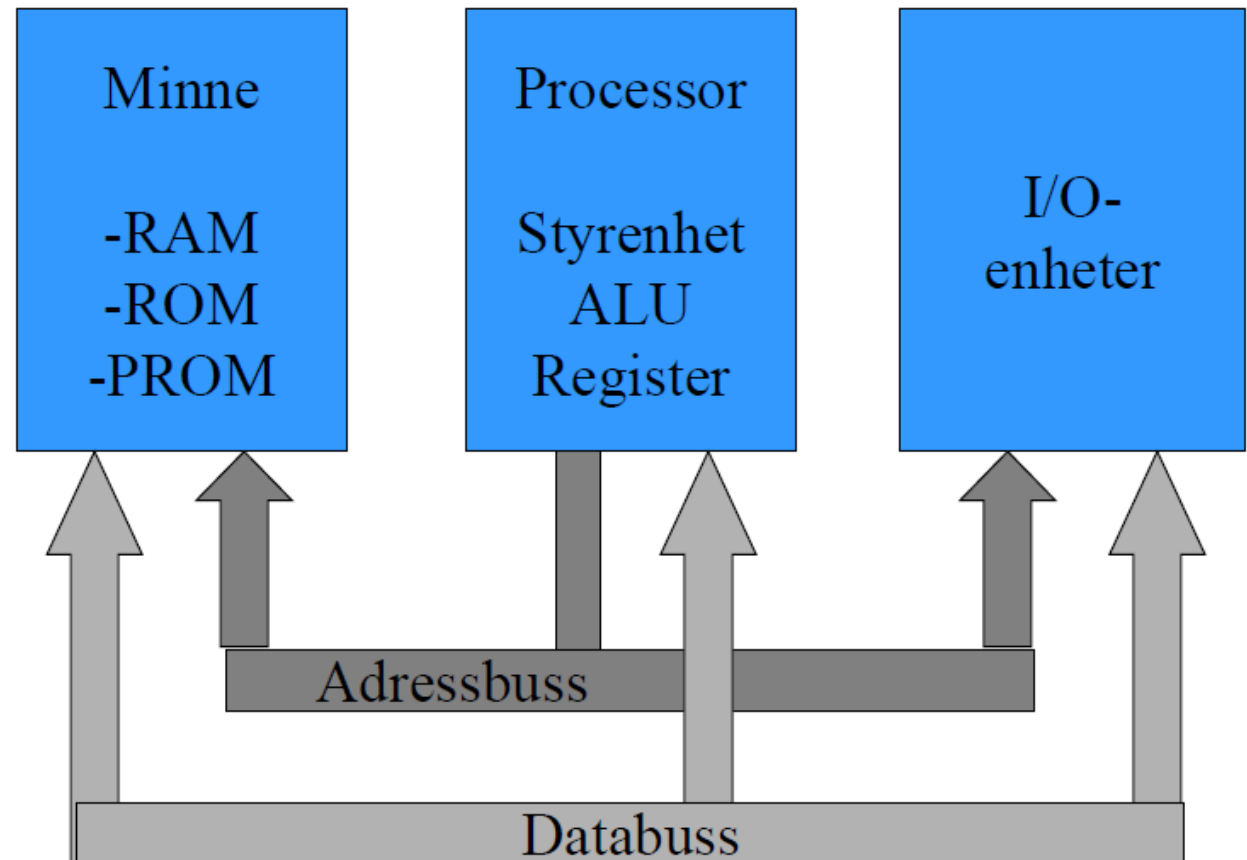 Minne
-RAM
-ROM
-PROM
Processor
Styrenhet
ALU
Register
I/O-
enheter
Adressbuss
Databuss